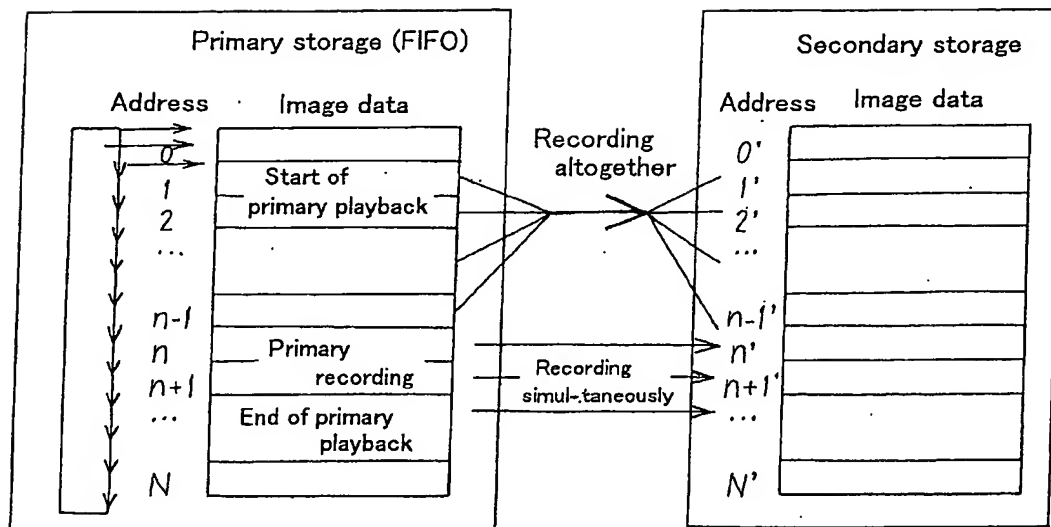 Primary storage (FIFO)
Address
Image data
0
1
2
...
n-1
n
n+1
...
N
Start of
primary playback
Primary
recording
End of primary
playback
Recording
altogether
Recording
simul-taneously
Secondary storage
Address
Image data
0'
1'
2'
...
n-1'
n'
n+1'
...
N'